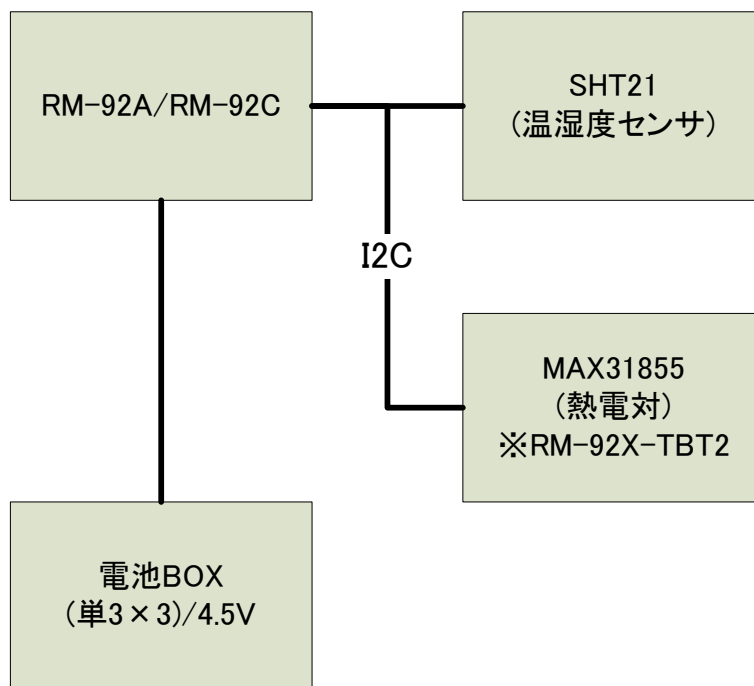 RM-92A/RM-92C
SHT21
(温湿度センサ)
I2C
MAX31855
(熱電対)
※RM-92X-TBT2
電池BOX
(単3×3)/4.5V